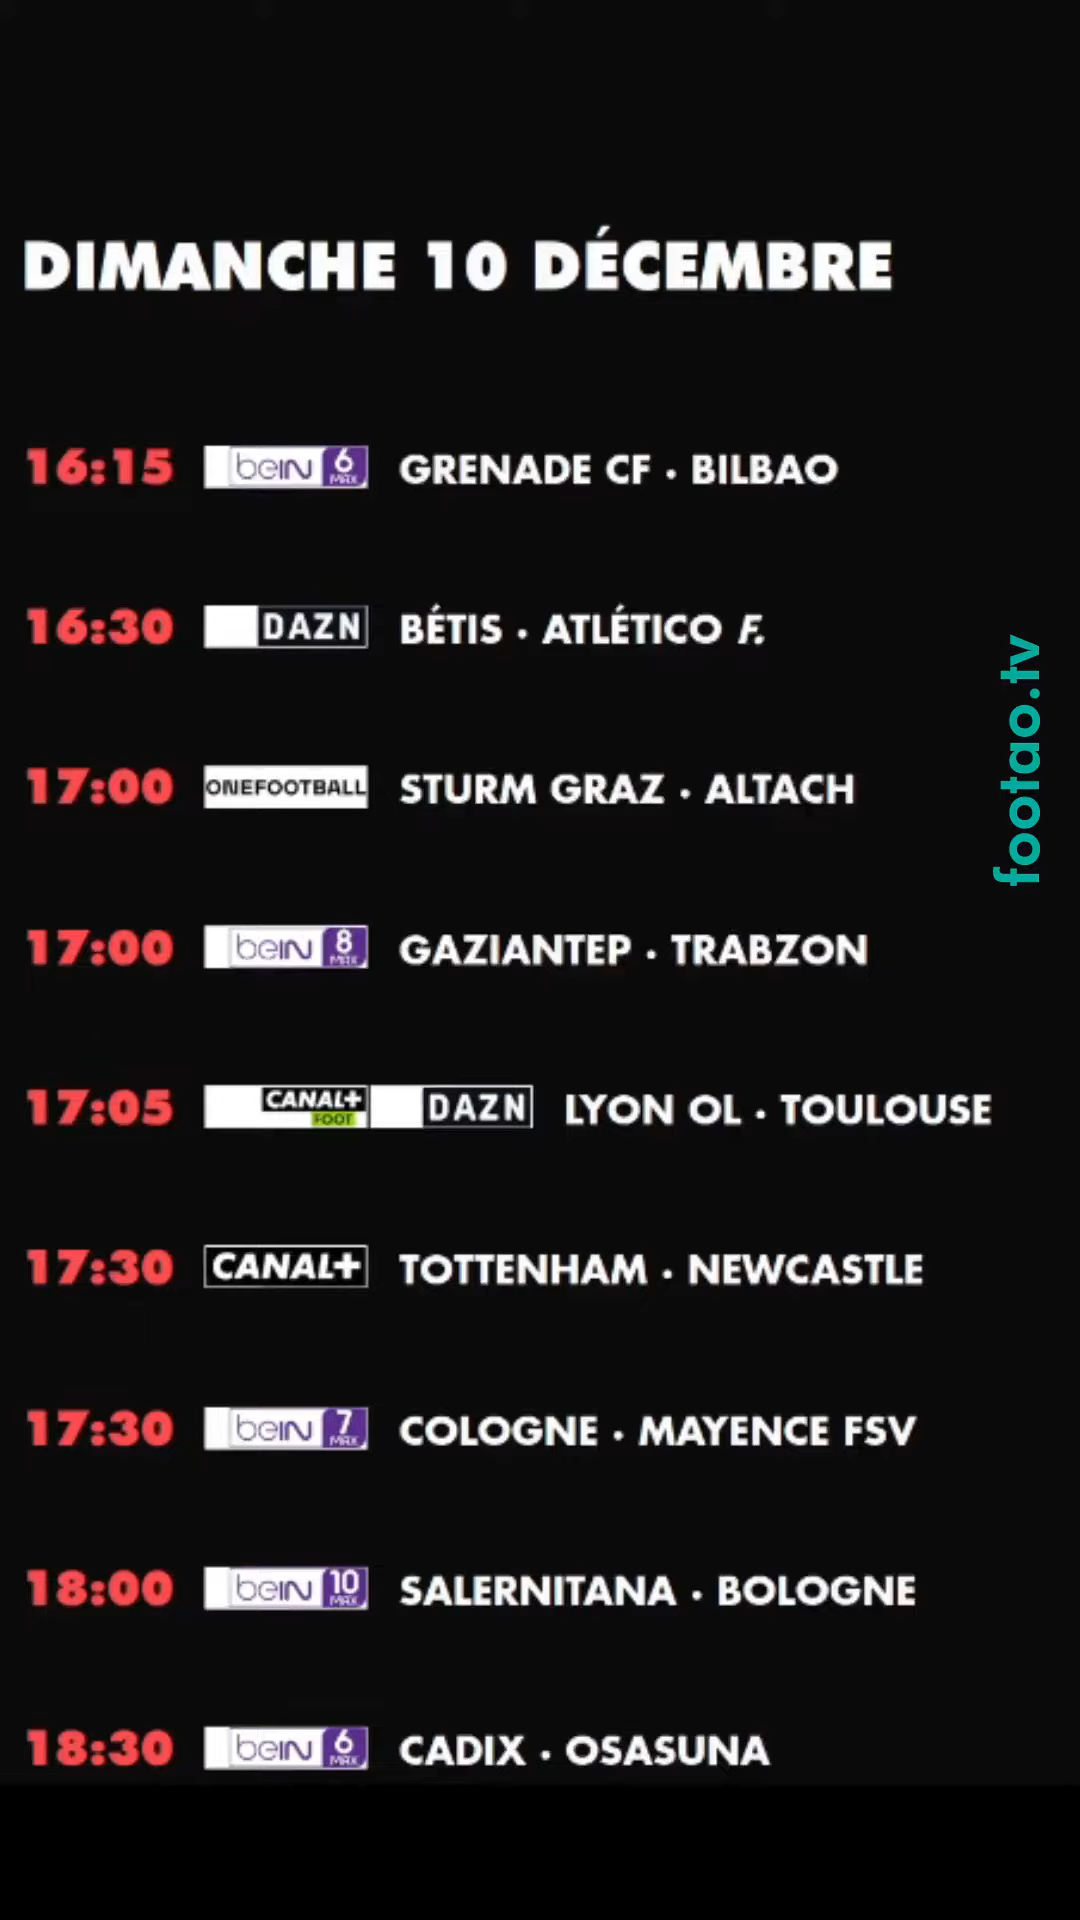 DIMANCHE 10 DÉCEMBRE
16:15 beIN 6 MAX GRENADE CF · BILBAO
16:30 DAZN BÉTIS · ATLÉTICO F.
17:00 ONEFOOTBALL STURM GRAZ · ALTACH
17:00 beIN 8 MAX GAZIANTEP · TRABZON
17:05 CANAL+ FOOT DAZN LYON OL · TOULOUSE
17:30 CANAL+ TOTTENHAM · NEWCASTLE
17:30 beIN 7 MAX COLOGNE · MAYENCE FSV
18:00 beIN 10 MAX SALERNITANA · BOLOGNE
18:30 beIN 6 MAX CADIX · OSASUNA
footao.tv